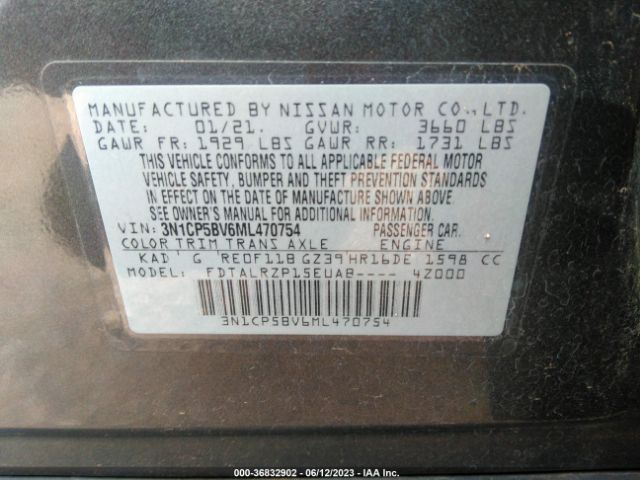 MANUFACTURED BY NISSAN MOTOR CO., LTD.
DATE: 01/21. GVWR: 3660 LBS
GAWR FR: 1929 LBS GAWR RR: 1731 LBS
THIS VEHICLE CONFORMS TO ALL APPLICABLE FEDERAL MOTOR
VEHICLE SAFETY, BUMPER AND THEFT PREVENTION STANDARDS
IN EFFECT ON THE DATE OF MANUFACTURE SHOWN ABOVE.
SEE OWNER'S MANUAL FOR ADDITIONAL INFORMATION.
VIN: 3N1CP5BV6ML470754 PASSENGER CAR.
COLOR TRIM TRANS AXLE ENGINE
KAD G RE0F11B GZ39 HR16DE 1598 CC
MODEL: FDTALRZP15EUAB---- 4Z000
3N1CP5BV6ML470754
© - 36832902 - 06/12/2023 - IAA Inc.